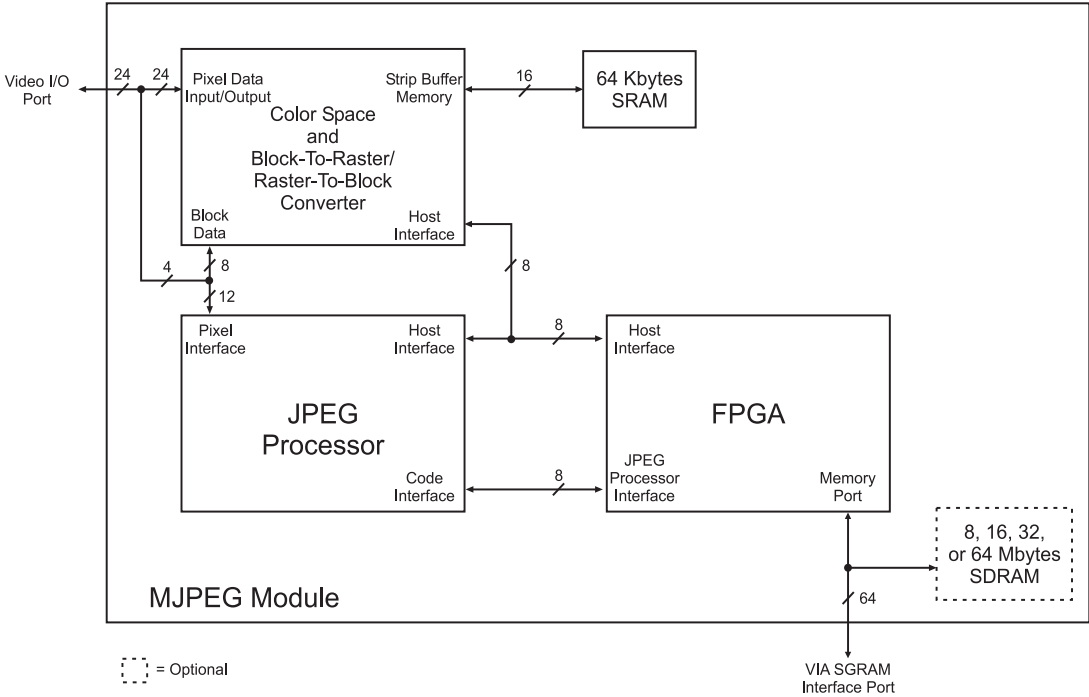 Video I/O
Port
24
24
Pixel Data
Input/Output
Strip Buffer
Memory
16
64 Kbytes
SRAM
Color Space
and
Block-To-Raster/
Raster-To-Block
Converter
Block
Data
Host
Interface
4
8
8
12
Pixel
Interface
Host
Interface
8
Host
Interface
JPEG
Processor
FPGA
Code
Interface
8
JPEG
Processor
Interface
Memory
Port
8, 16, 32,
or 64 Mbytes
SDRAM
MJPEG Module
64
= Optional
VIA SGRAM
Interface Port